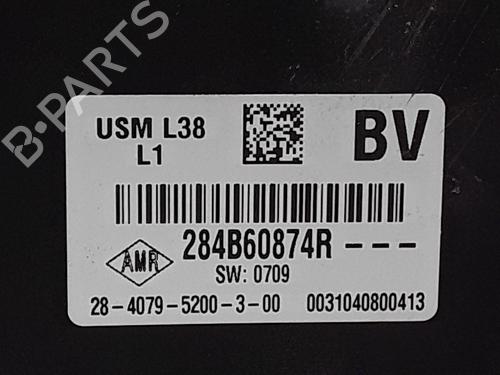 B-PARTS
USM L38
L1
BV
284B60874R---
AMR
SW: 0709
28-4079-5200-3-00 0031040800413